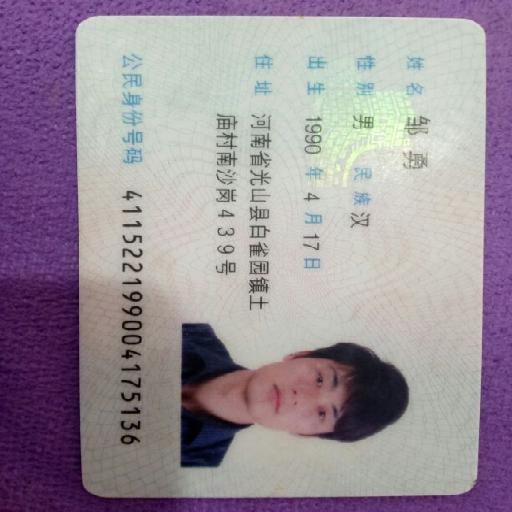 姓名 邹勇
性别 男 民族 汉
出生 1990 年 4 月 17 日
住址 河南省光山县白雀园镇土
庙村南沙岗439号
公民身份号码 411522199004175136